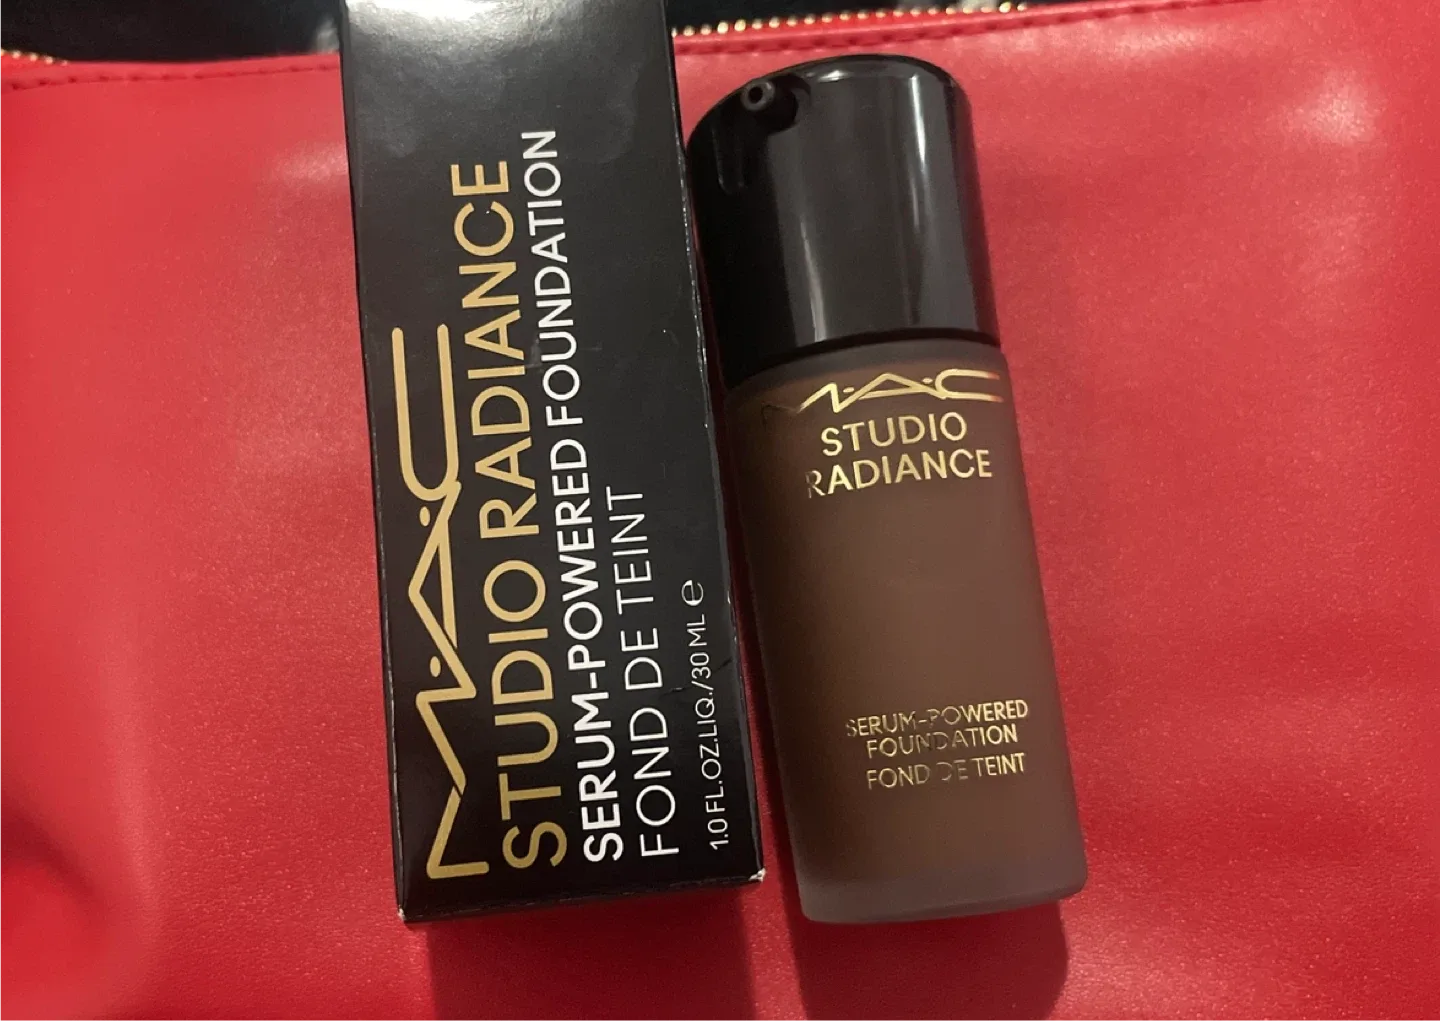 M·A·C
STUDIO RADIANCE
SERUM-POWERED FOUNDATION
FOND DE TEINT
1.0 FL.OZ.LIQ./30 ML e
M·A·C
STUDIO
RADIANCE
SERUM-POWERED
FOUNDATION
FOND DE TEINT